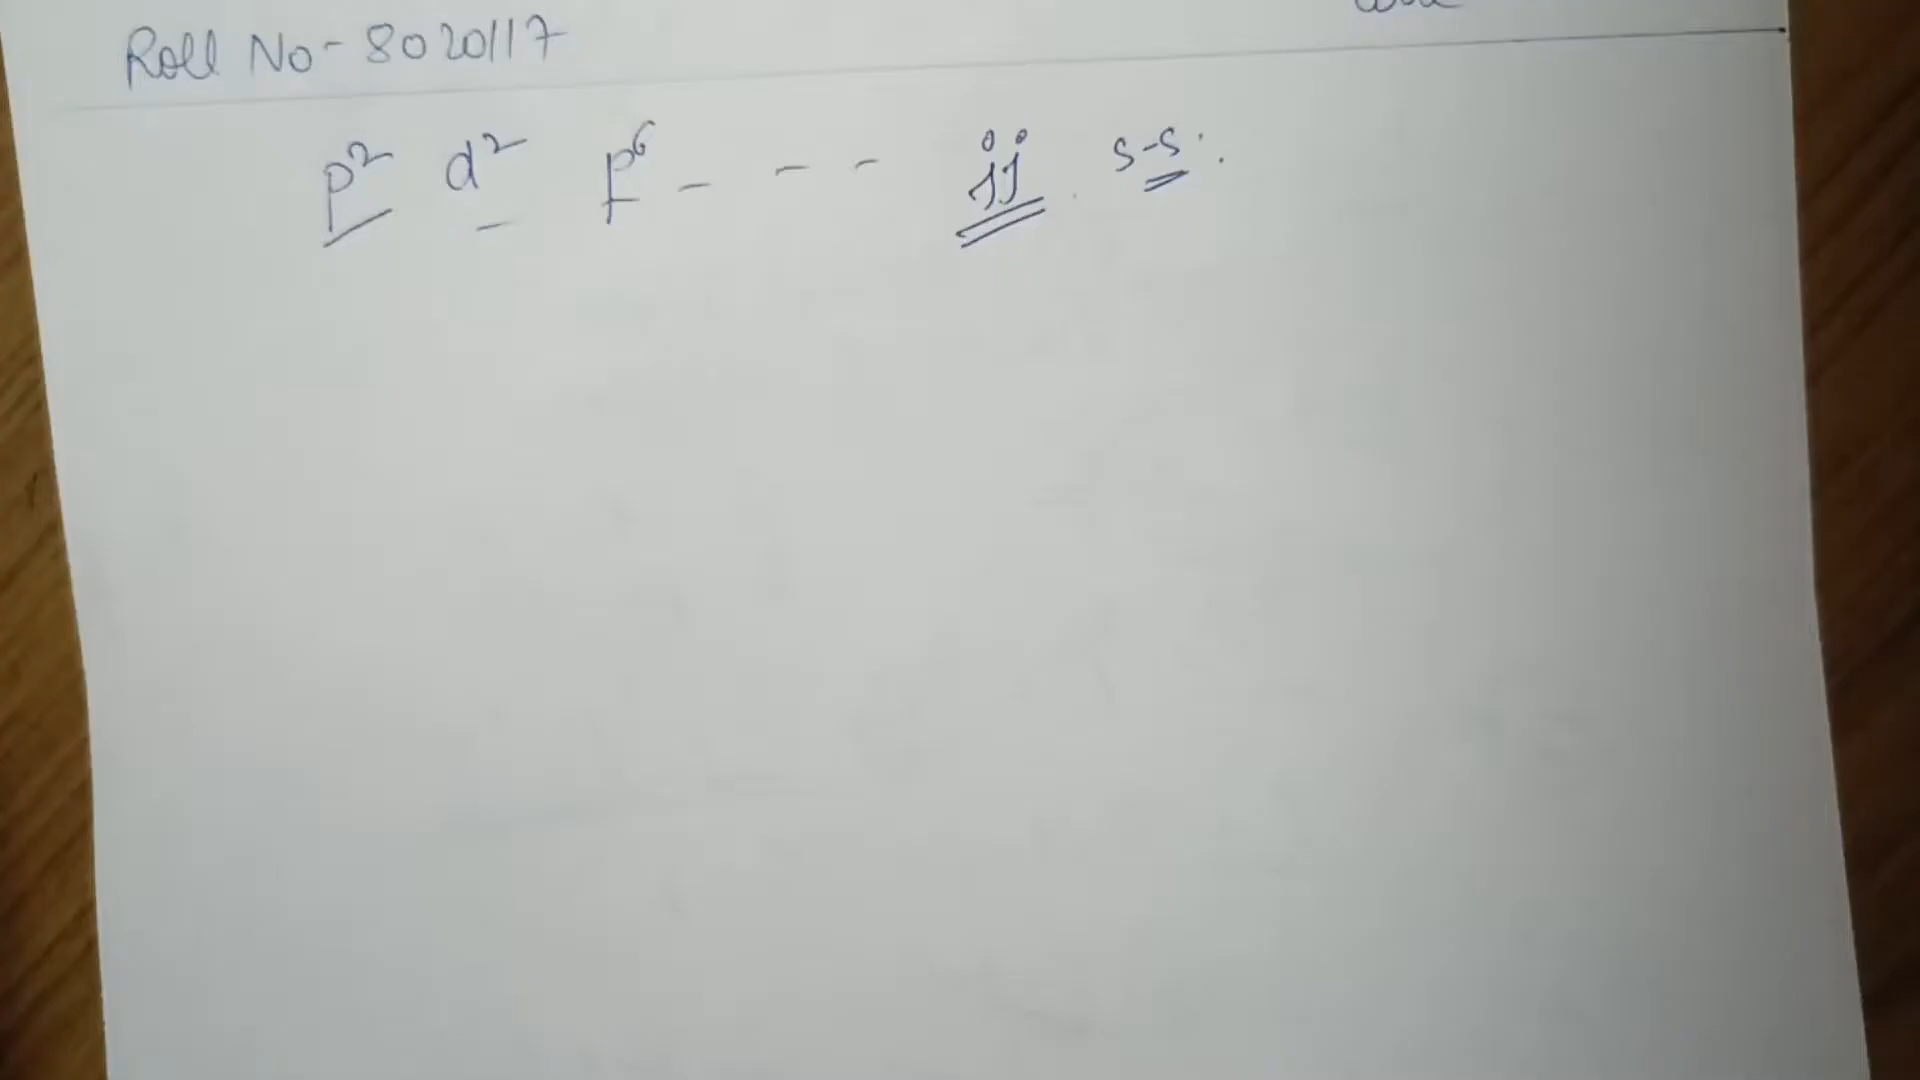 Roll No - 8020117
p² d² f⁶ - - - jj s-s.